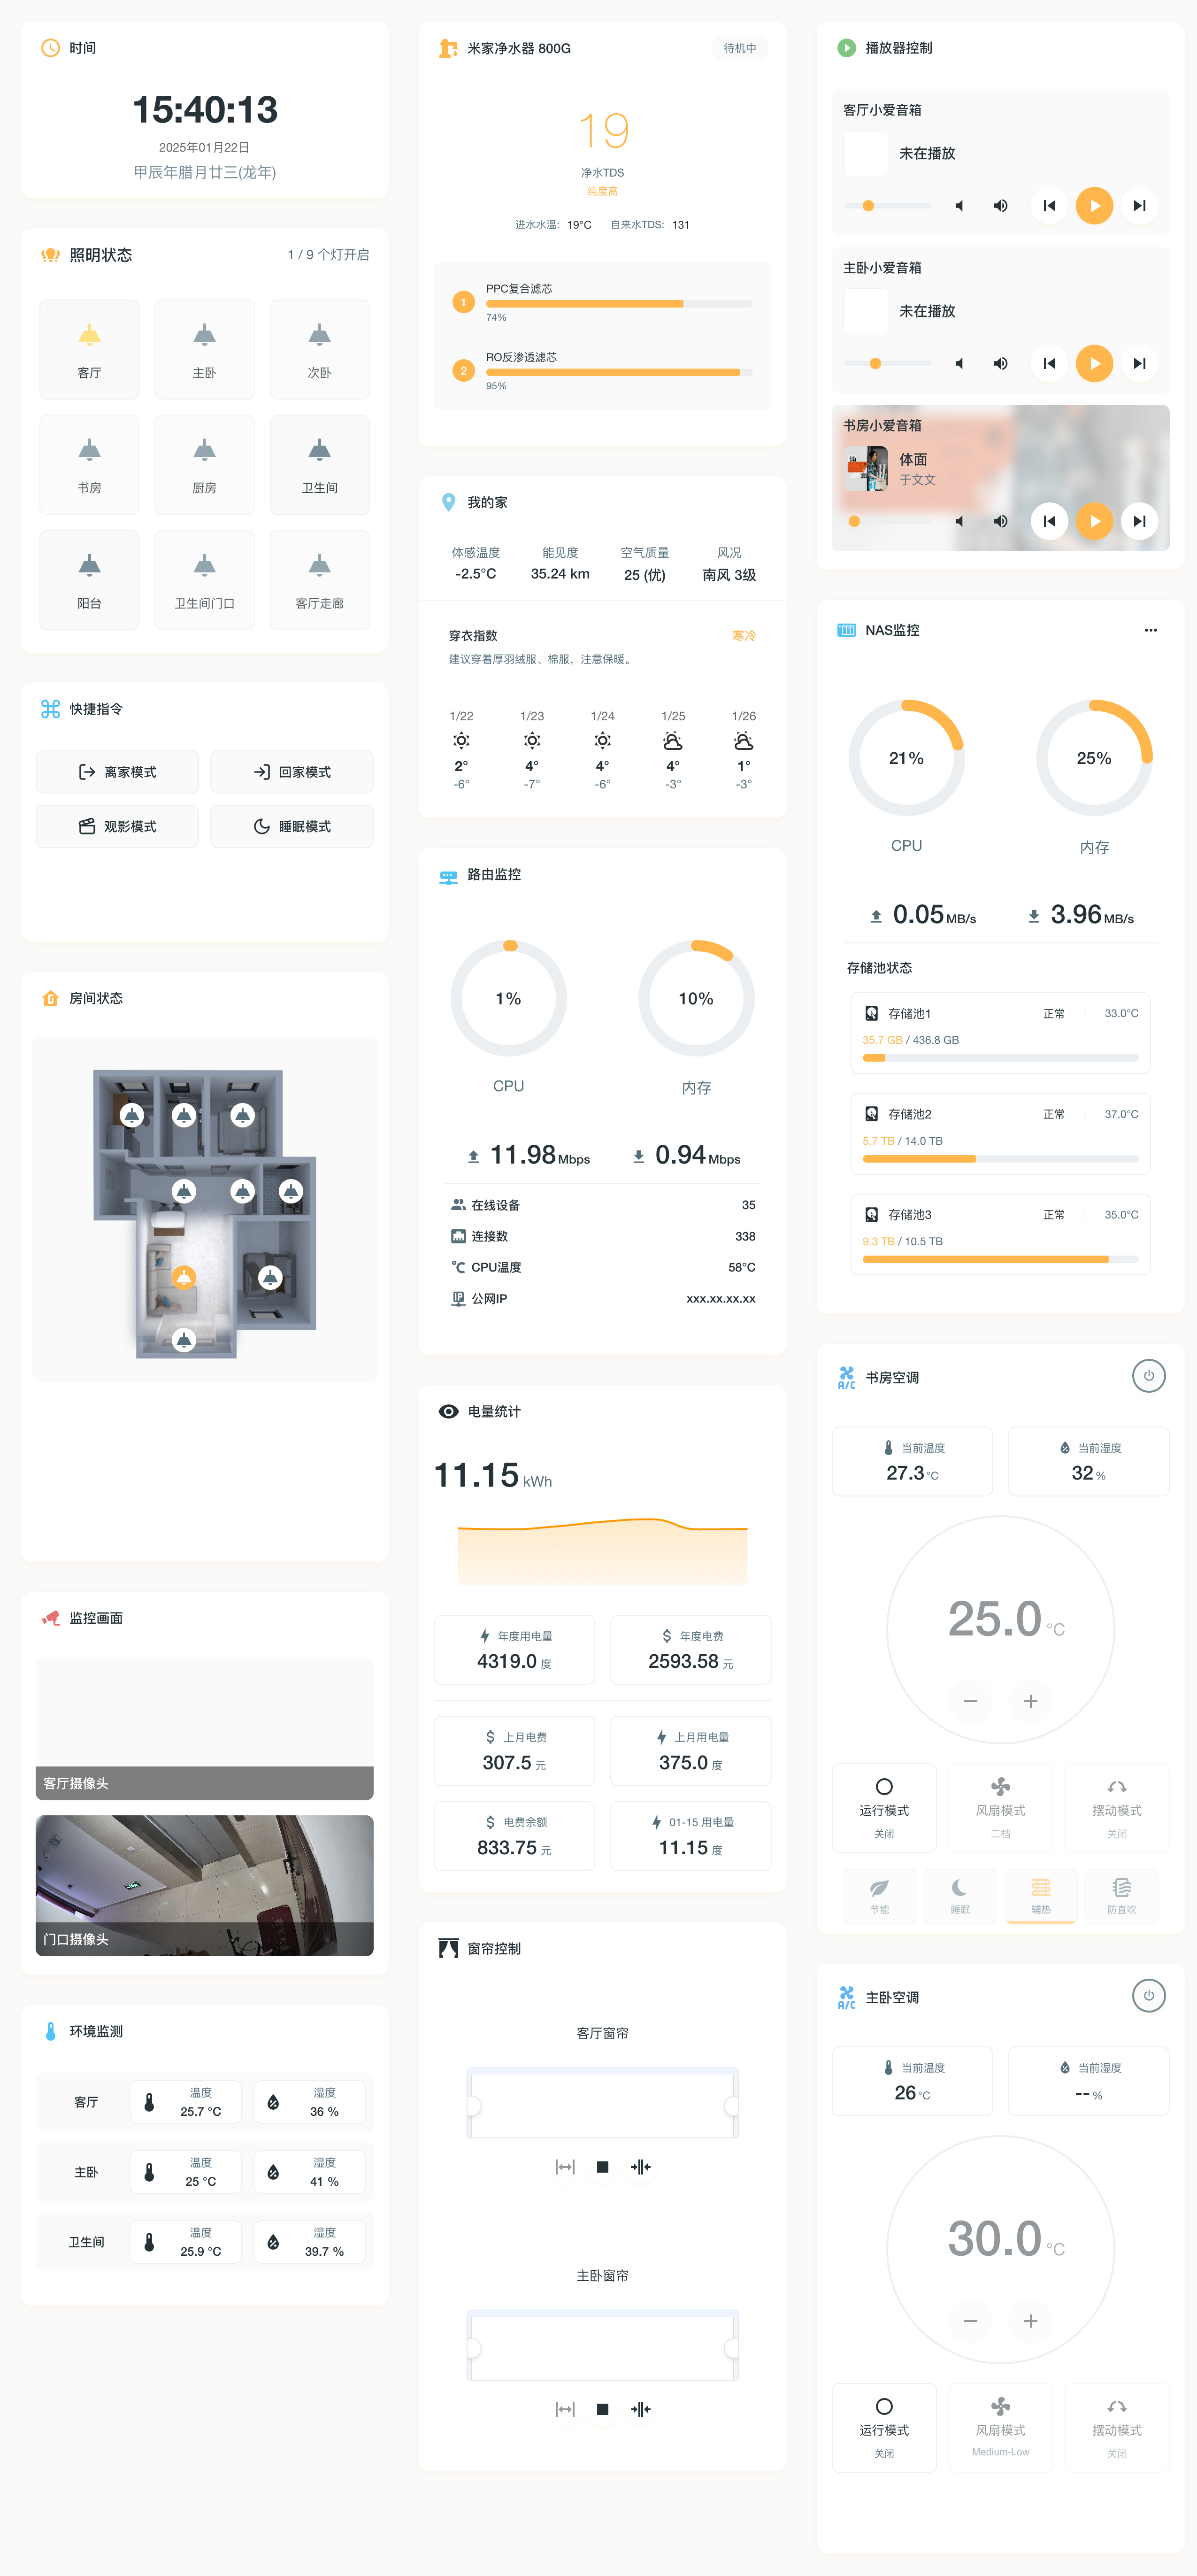 时间
15:40:13
2025年01月22日
甲辰年腊月廿三(龙年)
照明状态
1 / 9 个灯开启
客厅
主卧
次卧
书房
厨房
卫生间
阳台
卫生间门口
客厅走廊
快捷指令
离家模式
回家模式
观影模式
睡眠模式
房间状态
监控画面
客厅摄像头
门口摄像头
环境监测
客厅
温度
25.7 °C
湿度
36 %
主卧
温度
25 °C
湿度
41 %
卫生间
温度
25.9 °C
湿度
39.7 %
米家净水器 800G
待机中
19
净水TDS
纯度高
进水水温: 19°C 自来水TDS: 131
1
PPC复合滤芯
74%
2
RO反渗透滤芯
95%
我的家
体感温度 能见度 空气质量 风况
-2.5°C 35.24 km 25 (优) 南风 3级
穿衣指数
寒冷
建议穿着厚羽绒服、棉服，注意保暖。
1/22 1/23 1/24 1/25 1/26
2° 4° 4° 4° 1°
-6° -7° -6° -3° -3°
路由监控
1% 10%
CPU 内存
11.98 Mbps 0.94 Mbps
在线设备 35
连接数 338
°C CPU温度 58°C
IP 公网IP xxx.xx.xx.xx
电量统计
11.15 kWh
年度用电量
4319.0 度
年度电费
2593.58 元
上月电费
307.5 元
上月用电量
375.0 度
电费余额
833.75 元
01-15 用电量
11.15 度
窗帘控制
客厅窗帘
主卧窗帘
播放器控制
客厅小爱音箱
未在播放
主卧小爱音箱
未在播放
书房小爱音箱
体面
于文文
NAS监控
21% 25%
CPU 内存
0.05 MB/s 3.96 MB/s
存储池状态
存储池1 正常 33.0°C
35.7 GB / 436.8 GB
存储池2 正常 37.0°C
5.7 TB / 14.0 TB
存储池3 正常 35.0°C
9.3 TB / 10.5 TB
A/C
书房空调
当前温度
27.3 °C
当前湿度
32 %
25.0 °C
运行模式
关闭
风扇模式
二档
摆动模式
关闭
节能
睡眠
辅热
防直吹
A/C
主卧空调
当前温度
26 °C
当前湿度
-- %
30.0 °C
运行模式
关闭
风扇模式
Medium-Low
摆动模式
关闭